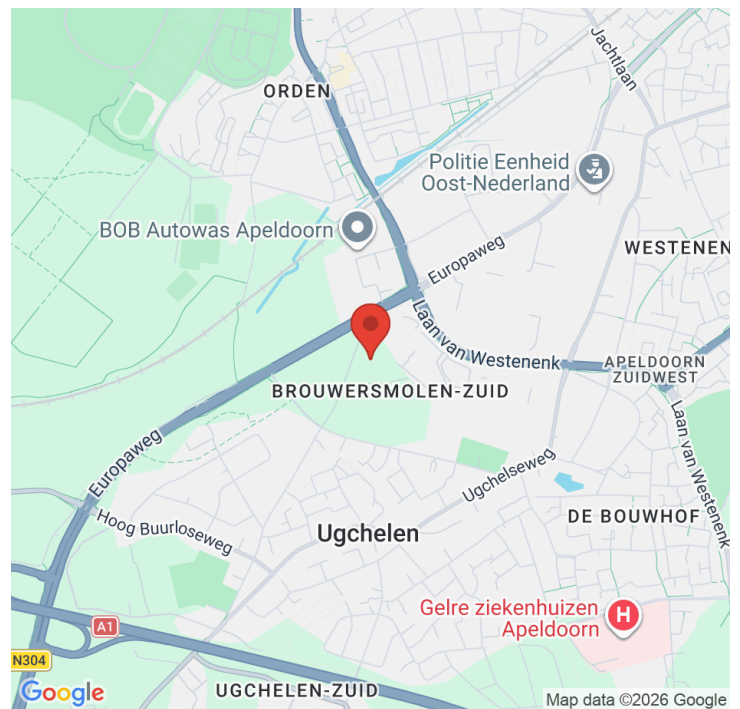 Jachtlaan
ORDEN
Politie Eenheid
Oost-Nederland
BOB Autowas Apeldoorn
WESTENEN
Europaweg
Laan van Westenenk
APELDOORN
ZUIDWEST
BROUWERSMOLEN-ZUID
Laan van Westenenk
Europaweg
Ugchelseweg
Hoog Buurloseweg
Ugchelen
DE BOUWHOF
Gelre ziekenhuizen
Apeldoorn
H
A1
N304
UGCHELEN-ZUID
Google
Map data ©2026 Google